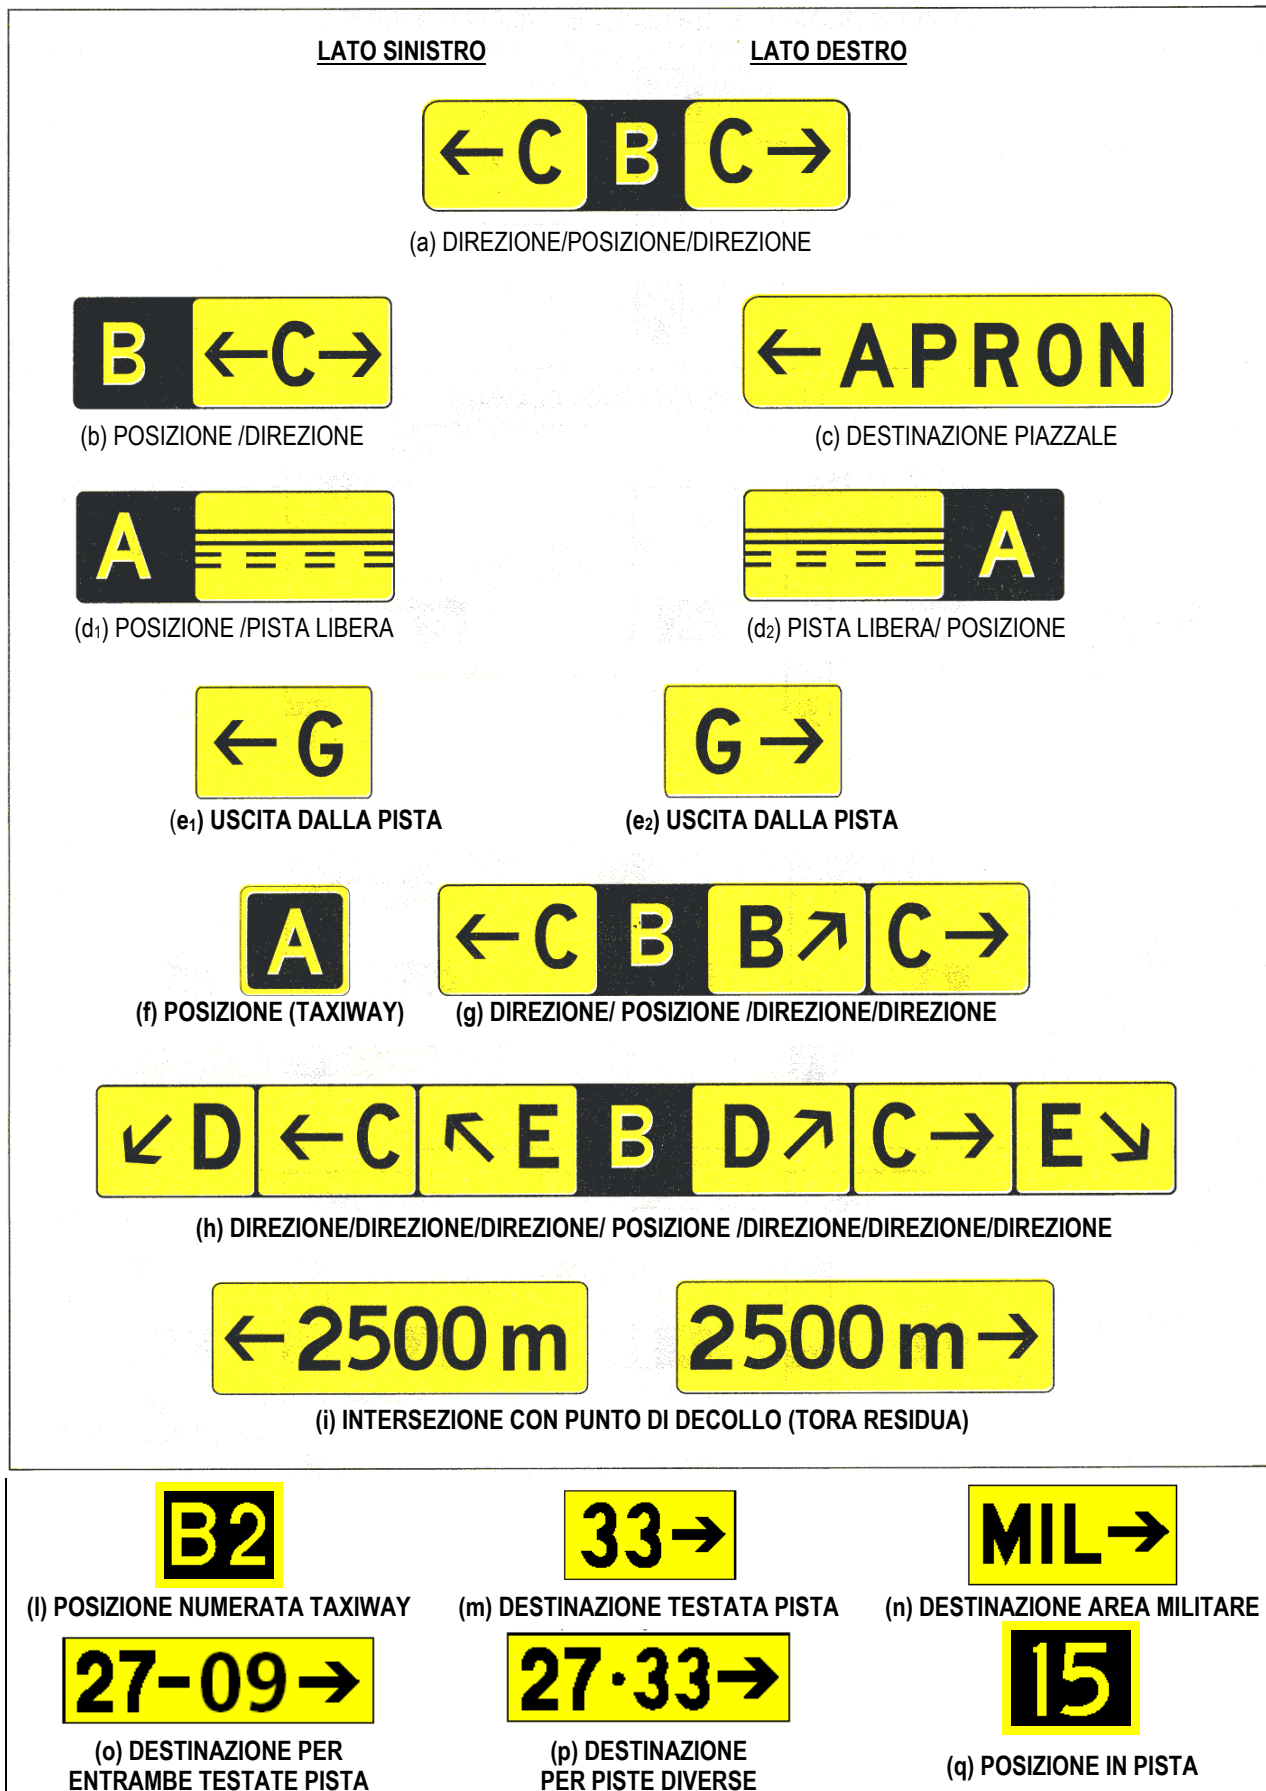 LATO SINISTRO LATO DESTRO
←C B C→
(a) DIREZIONE/POSIZIONE/DIREZIONE
B ←C→ ←APRON
(b) POSIZIONE /DIREZIONE (c) DESTINAZIONE PIAZZALE
A A
(d1) POSIZIONE /PISTA LIBERA (d2) PISTA LIBERA/ POSIZIONE
←G G→
(e1) USCITA DALLA PISTA (e2) USCITA DALLA PISTA
A ←C B B↗ C→
(f) POSIZIONE (TAXIWAY) (g) DIREZIONE/ POSIZIONE /DIREZIONE/DIREZIONE
↙D ←C ↖E B D↗ C→ E↘
(h) DIREZIONE/DIREZIONE/DIREZIONE/ POSIZIONE /DIREZIONE/DIREZIONE/DIREZIONE
←2500 m 2500 m→
(i) INTERSEZIONE CON PUNTO DI DECOLLO (TORA RESIDUA)
B2 33→ MIL→
(l) POSIZIONE NUMERATA TAXIWAY (m) DESTINAZIONE TESTATA PISTA (n) DESTINAZIONE AREA MILITARE
27-09→ 27·33→ 15
(o) DESTINAZIONE PER (p) DESTINAZIONE (q) POSIZIONE IN PISTA
ENTRAMBE TESTATE PISTA PER PISTE DIVERSE